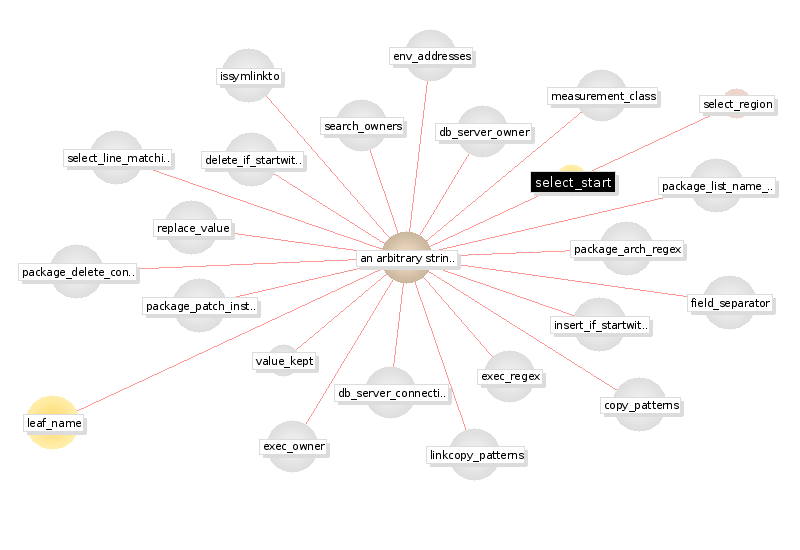 env_addresses
issymlinkto
measurement_class
select_region
search_owners
db_server_owner
select_line_matchi..
delete_if_startwit..
select_start
package_list_name_..
replace_value
package_arch_regex
an arbitrary strin..
package_delete_con..
package_patch_inst..
field_separator
insert_if_startwit..
value_kept
exec_regex
db_server_connecti..
copy_patterns
leaf_name
exec_owner
linkcopy_patterns